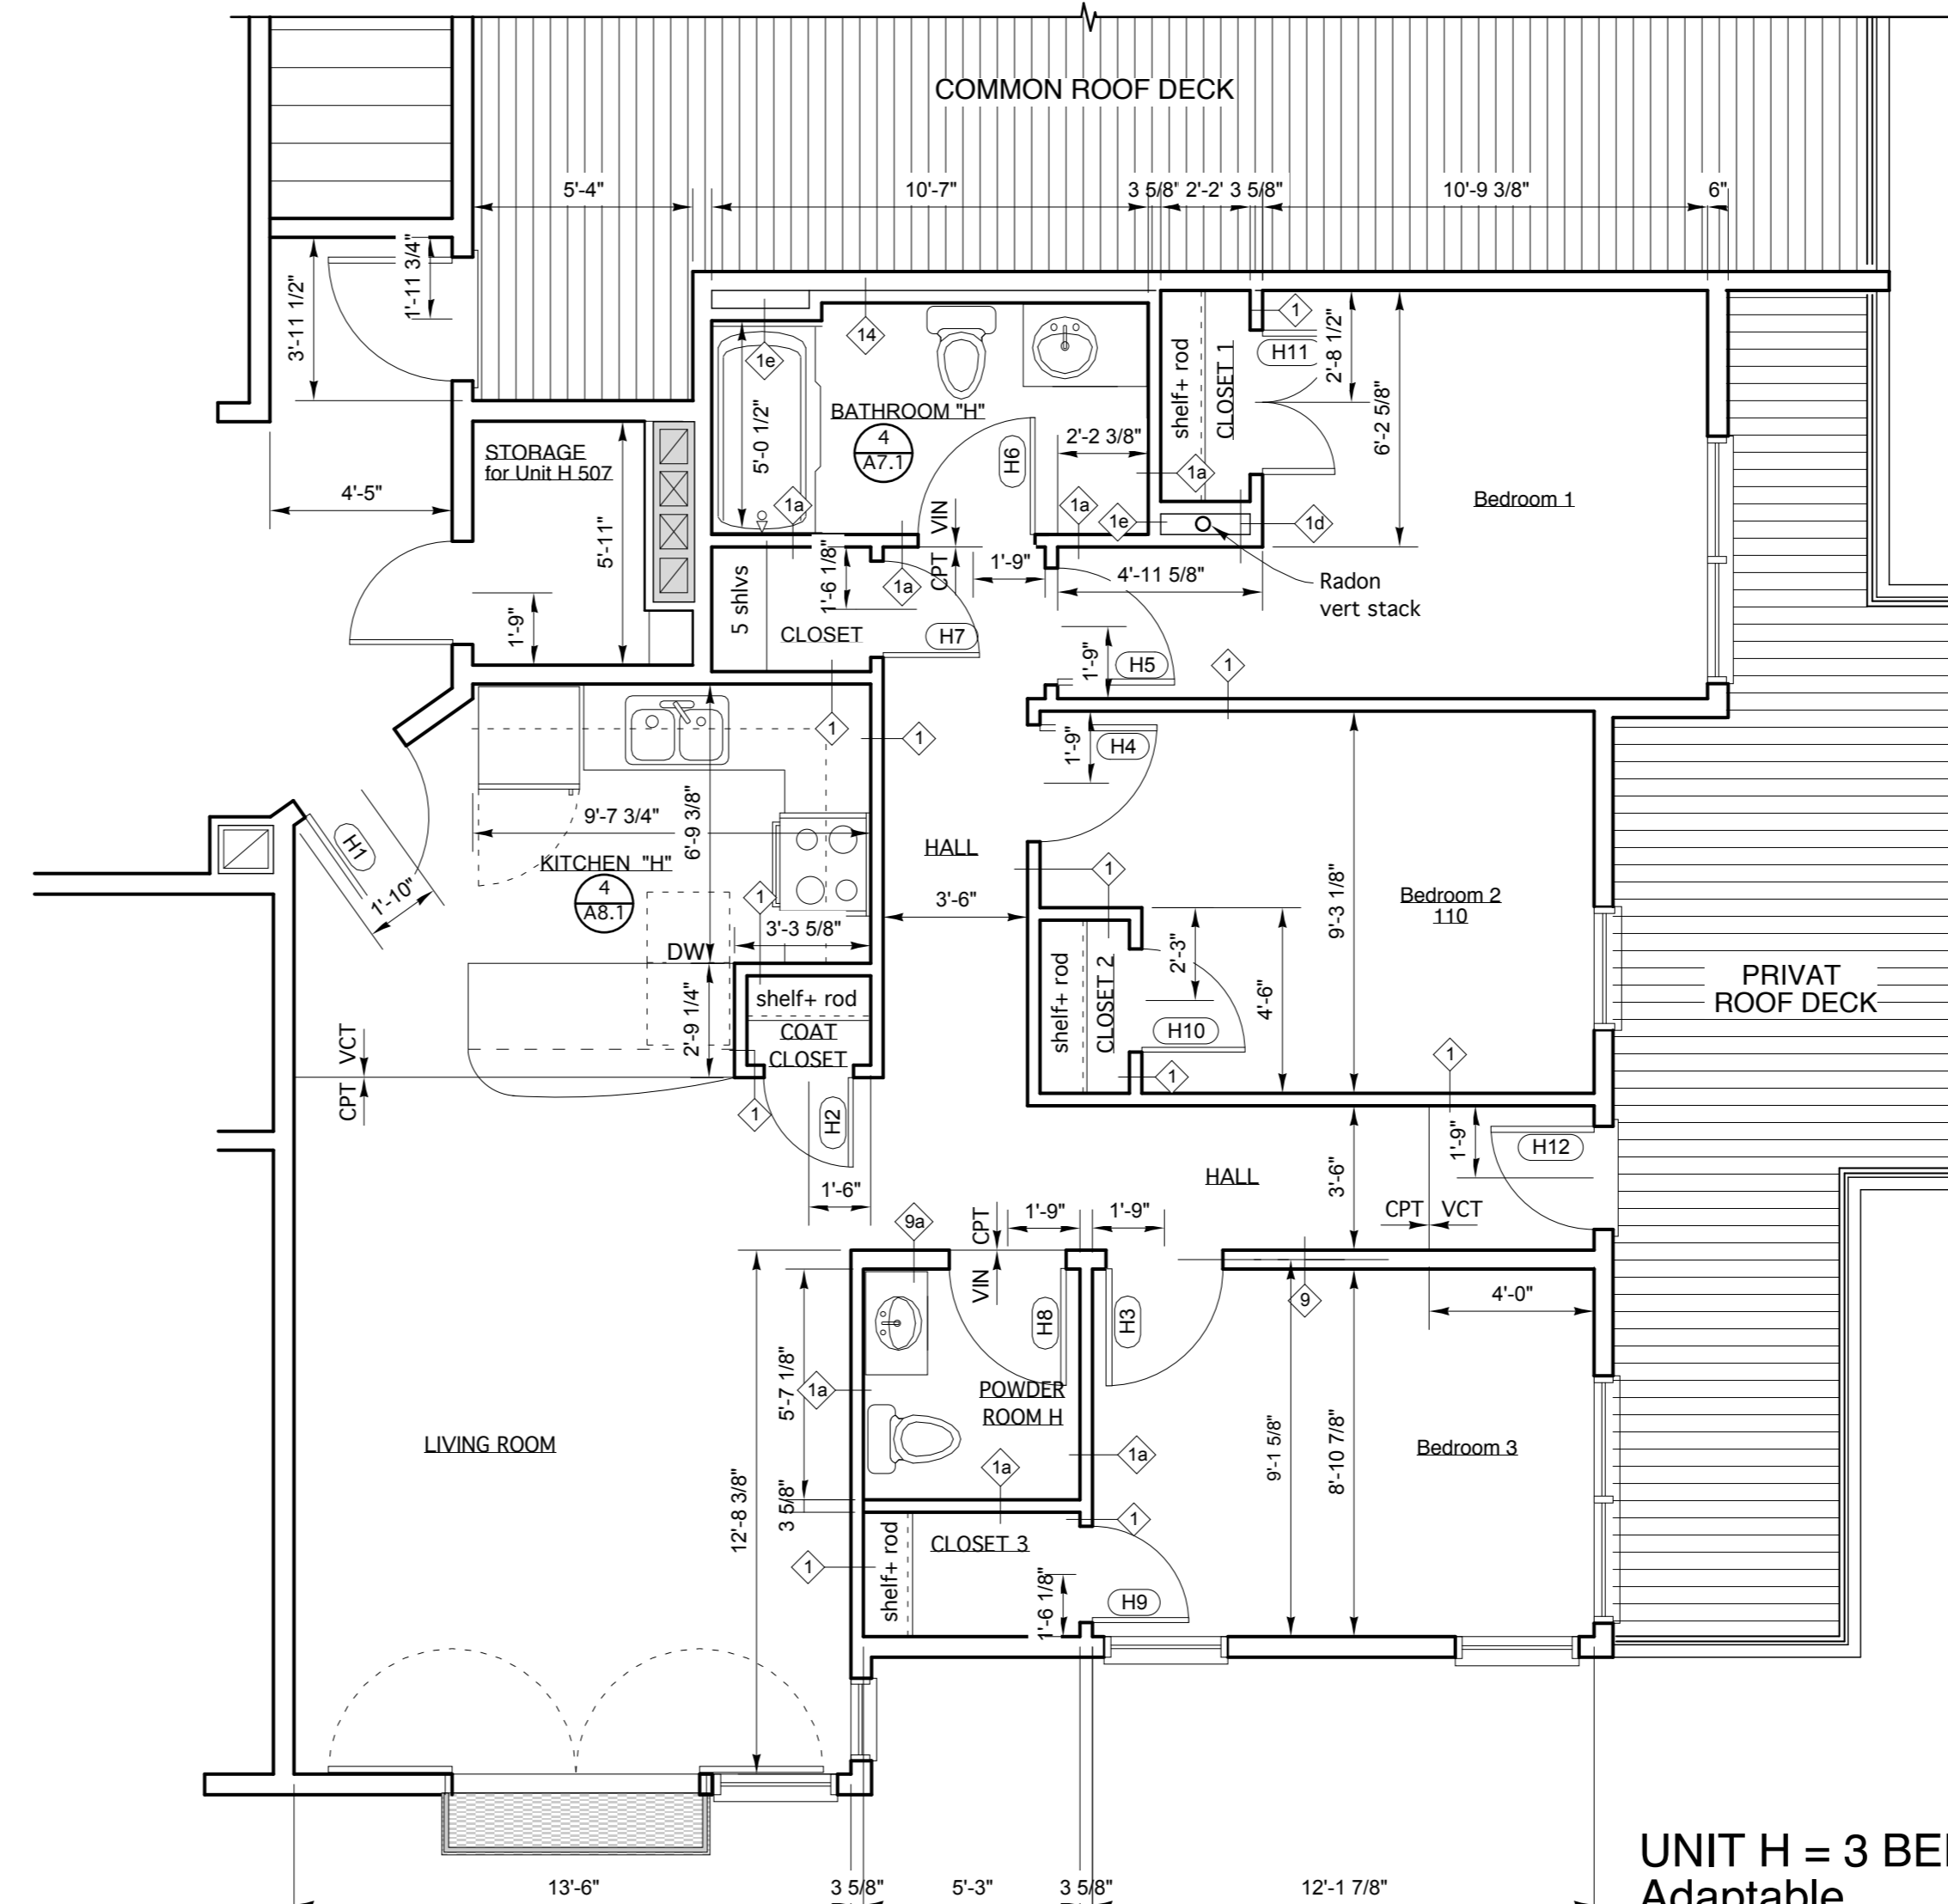 COMMON ROOF DECK
5'-4"
10'-7"
3 5/8"
2'-2'
3 5/8"
10'-9 3/8"
6"
3'-11 1/2"
1'-11 3/4"
14
1e
1
H11
2'-8 1/2"
6'-2 5/8"
shelf+ rod
CLOSET 1
BATHROOM "H"
4
A7.1
5'-0 1/2"
H6
2'-2 3/8"
1a
STORAGE
for Unit H 507
4'-5"
5'-11"
1'-9"
1a
1a
1e
1d
Bedroom 1
VIN
CPT
1'-9"
4'-11 5/8"
Radon
vert stack
5 shlvs
1'-6 1/8"
1a
CLOSET
H7
1'-9"
H5
1
1
1
1'-9"
H4
9'-7 3/4"
6'-9 3/8"
H1
1'-10"
KITCHEN "H"
4
A8.1
1
3'-3 5/8"
DW
HALL
3'-6"
1
Bedroom 2
110
9'-3 1/8"
shelf+ rod
CLOSET 2
2'-3"
4'-6"
H10
PRIVAT
ROOF DECK
shelf+ rod
COAT
CLOSET
2'-9 1/4"
VCT
CPT
1
H2
1
1
1'-9"
H12
1'-6"
HALL
3'-6"
CPT
VCT
9a
CPT
VIN
1'-9"
1'-9"
H8
H3
9
4'-0"
5'-7 1/8"
1a
POWDER
ROOM H
LIVING ROOM
12'-8 3/8"
3 5/8"
1a
1a
9'-1 5/8"
8'-10 7/8"
Bedroom 3
1
shelf+ rod
CLOSET 3
1
1'-6 1/8"
H9
13'-6"
3 5/8"
5'-3"
3 5/8"
12'-1 7/8"
UNIT H = 3 BE
Adaptable